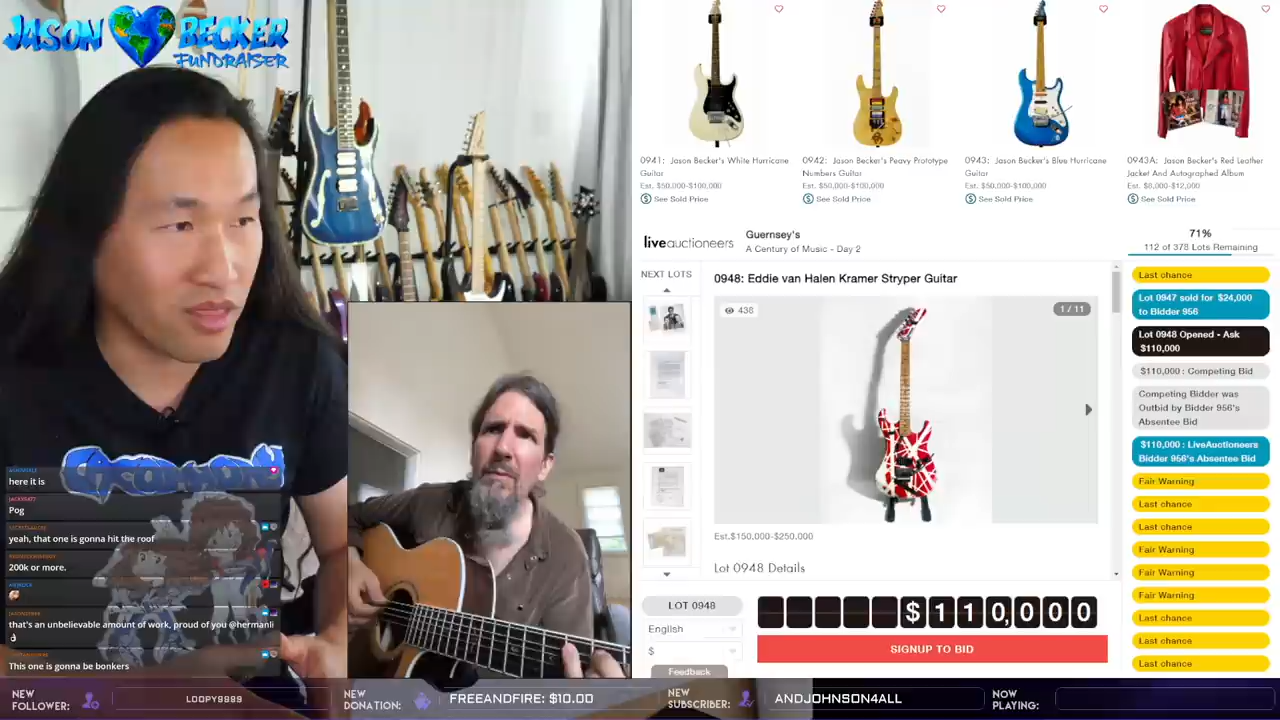 JASON BECKER
FUNDRAISER
here it is
Pog
yeah, that one is gonna hit the roof
200k or more.
that's an unbelievable amount of work, proud of you @hermanli
:)
This one is gonna be bonkers
0941: Jason Becker's White Hurricane
Guitar
Est. $50,000-$100,000
See Sold Price
0942: Jason Becker's Peavy Prototype
Numbers Guitar
Est. $50,000-$100,000
See Sold Price
0943: Jason Becker's Blue Hurricane
Guitar
Est. $50,000-$100,000
See Sold Price
0943A: Jason Becker's Red Leather
Jacket And Autographed Album
Est. $8,000-$12,000
See Sold Price
liveauctioneers
Guernsey's
A Century of Music - Day 2
71%
112 of 378 Lots Remaining
NEXT LOTS
0948: Eddie van Halen Kramer Stryper Guitar
438
1 / 11
Est.$150,000-$250,000
Lot 0948 Details
Last chance
Lot 0947 sold for $24,000
to Bidder 956
Lot 0948 Opened - Ask
$110,000
$110,000 : Competing Bid
Competing Bidder was
Outbid by Bidder 956's
Absentee Bid
$110,000: LiveAuctioneers
Bidder 956's Absentee Bid
Fair Warning
Last chance
Last chance
Fair Warning
Fair Warning
Fair Warning
Last chance
Last chance
Last chance
LOT 0948
English
$
Feedback
$110,000
SIGNUP TO BID
NEW
FOLLOWER:
LOOPY9889
NEW
DONATION:
FREEANDFIRE: $10.00
NEW
SUBSCRIBER:
ANDJOHNSON4ALL
NOW
PLAYING: